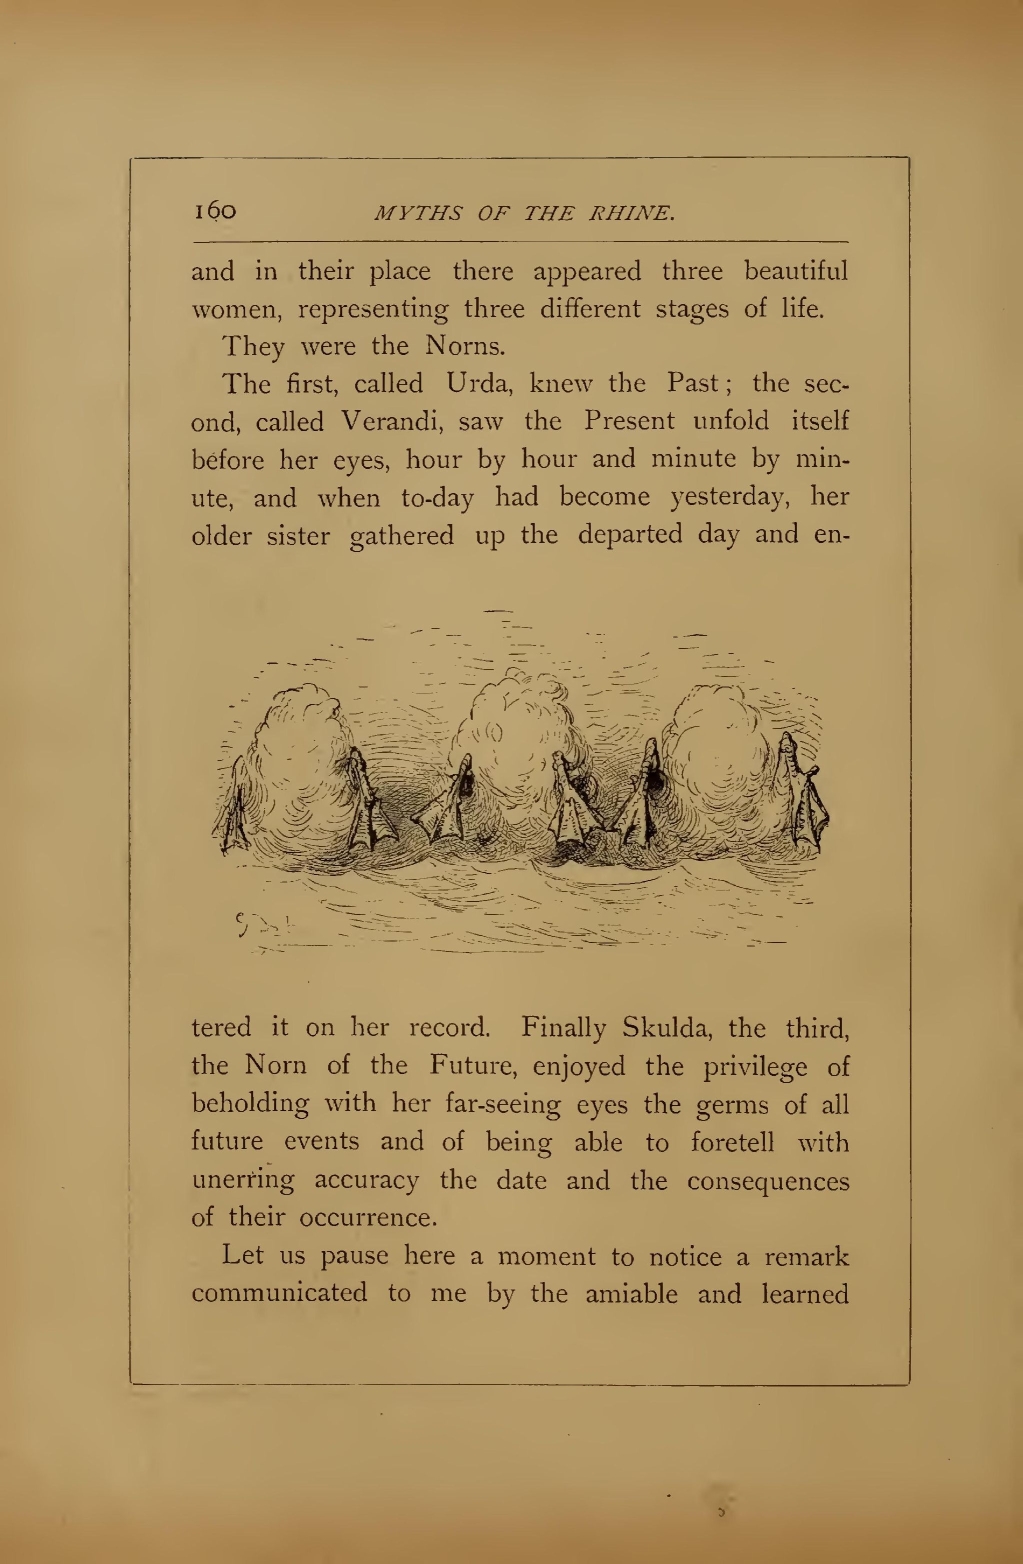 160 MYTHS OF THE RHINE.
and in their place there appeared three beautiful
women, representing three different stages of life.
They were the Norns.
The first, called Urda, knew the Past; the sec-
ond, called Verandi, saw the Present unfold itself
before her eyes, hour by hour and minute by min-
ute, and when to-day had become yesterday, her
older sister gathered up the departed day and en-
tered it on her record. Finally Skulda, the third,
the Norn of the Future, enjoyed the privilege of
beholding with her far-seeing eyes the germs of all
future events and of being able to foretell with
unerring accuracy the date and the consequences
of their occurrence.
Let us pause here a moment to notice a remark
communicated to me by the amiable and learned